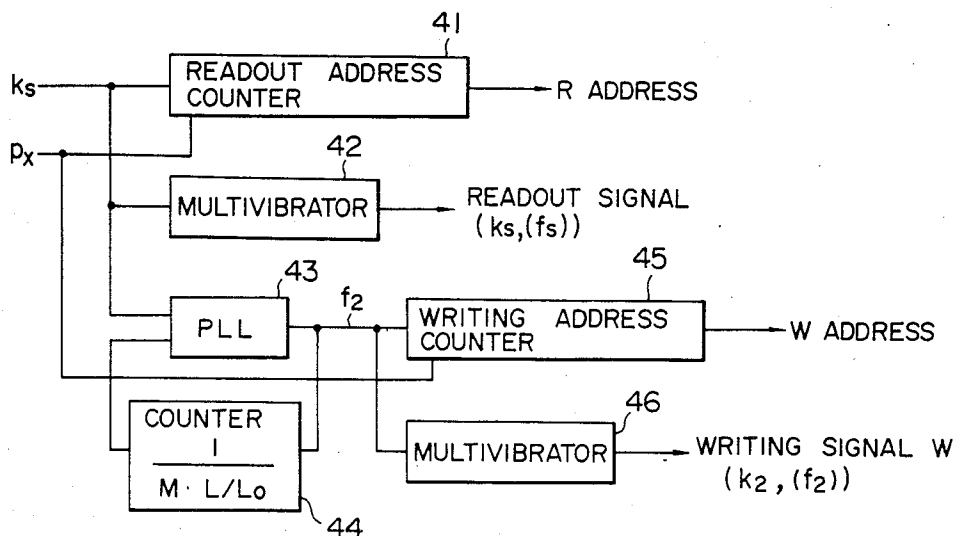 41
ks
READOUT ADDRESS
COUNTER
R ADDRESS
px
42
MULTIVIBRATOR
READOUT SIGNAL
(ks,(fs))
43
PLL
f2
45
WRITING ADDRESS
COUNTER
W ADDRESS
COUNTER
1
M·L/Lo
44
46
MULTIVIBRATOR
WRITING SIGNAL W
(k2,(f2))